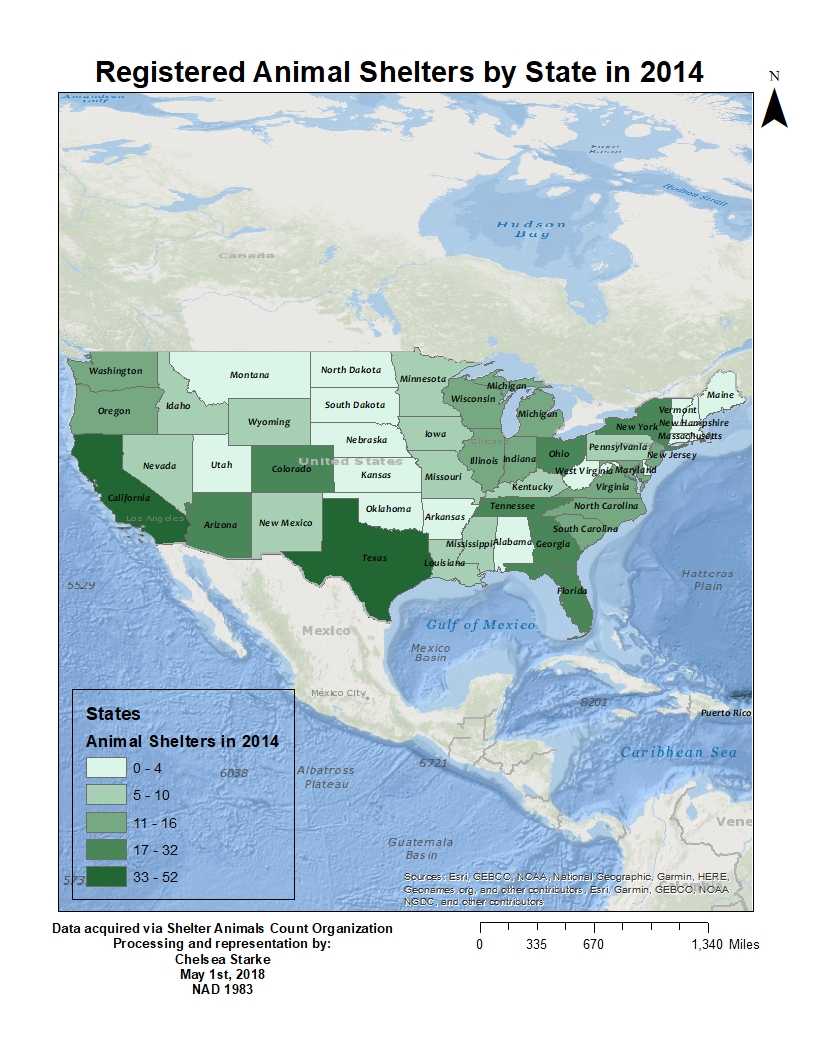 Registered Animal Shelters by State in 2014
N
Amundsen
Gulf
Foxe
Basin
Hudson Strait
Hudson
Bay
Canada
Washington
Montana
North Dakota
Minnesota
Michigan
Maine
Oregon
Idaho
South Dakota
Wisconsin
Michigan
Vermont
Wyoming
New Hampshire
New York
Massachusetts
Nebraska
Iowa
Chicago
Pennsylvania
New Jersey
Nevada
Utah
Colorado
United States
Kansas
Missouri
Illinois
Indiana
Ohio
West Virginia
Maryland
California
Kentucky
Virginia
Los Angeles
Arizona
New Mexico
Oklahoma
Arkansas
Tennessee
North Carolina
South Carolina
Texas
Mississippi
Alabama
Georgia
Louisiana
Florida
5529
Hatteras
Plain
Gulf of Mexico
Mexico
Mexico
Basin
México City
8201
Puerto Rico
Caribbean Sea
6721
Albatross
Plateau
6038
Guatemala
Basin
Vene
573
States
Animal Shelters in 2014
0 - 4
5 - 10
11 - 16
17 - 32
33 - 52
Sources: Esri, GEBCO, NOAA, National Geographic, Garmin, HERE,
Geonames.org, and other contributors, Esri, Garmin, GEBCO, NOAA
NGDC, and other contributors
Data acquired via Shelter Animals Count Organization
Processing and representation by:
Chelsea Starke
May 1st, 2018
NAD 1983
0 335 670 1,340 Miles